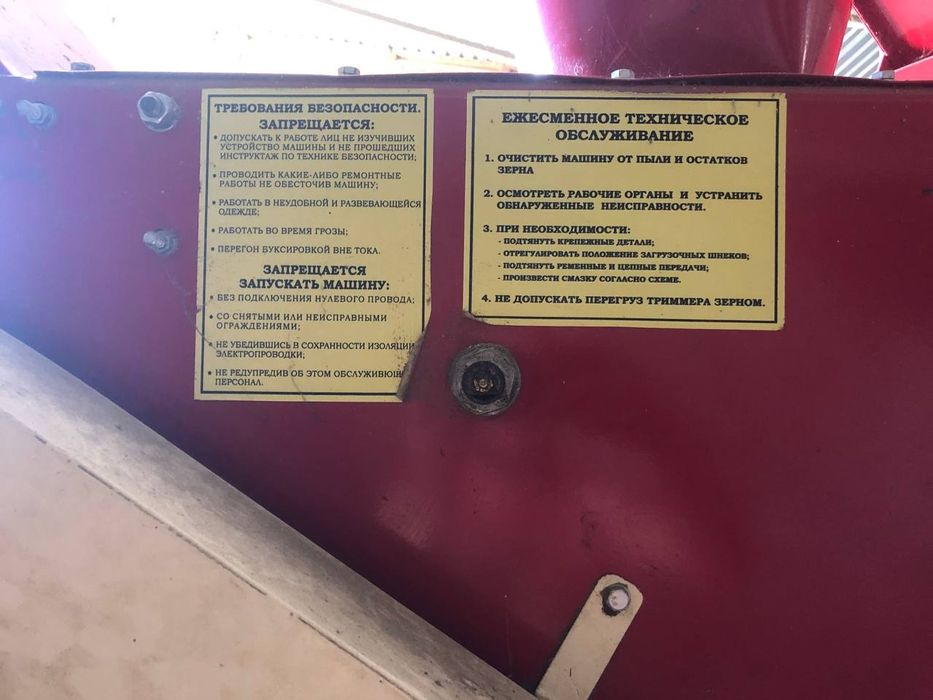 ТРЕБОВАНИЯ БЕЗОПАСНОСТИ.
ЗАПРЕЩАЕТСЯ:
• ДОПУСКАТЬ К РАБОТЕ ЛИЦ НЕ ИЗУЧИВШИХ
УСТРОЙСТВО МАШИНЫ И НЕ ПРОШЕДШИХ
ИНСТРУКТАЖ ПО ТЕХНИКЕ БЕЗОПАСНОСТИ;
• ПРОВОДИТЬ КАКИЕ-ЛИБО РЕМОНТНЫЕ
РАБОТЫ НЕ ОБЕСТОЧИВ МАШИНУ;
• РАБОТАТЬ В НЕУДОБНОЙ И РАЗВЕВАЮЩЕЙСЯ
ОДЕЖДЕ;
• РАБОТАТЬ ВО ВРЕМЯ ГРОЗЫ;
• ПЕРЕГОН БУКСИРОВКОЙ ВНЕ ТОКА.
ЗАПРЕЩАЕТСЯ
ЗАПУСКАТЬ МАШИНУ:
• БЕЗ ПОДКЛЮЧЕНИЯ НУЛЕВОГО ПРОВОДА;
• СО СНЯТЫМИ ИЛИ НЕИСПРАВНЫМИ
ОГРАЖДЕНИЯМИ;
• НЕ УБЕДИВШИСЬ В СОХРАННОСТИ ИЗОЛЯЦИИ
ЭЛЕКТРОПРОВОДКИ;
• НЕ РЕДУПРЕДИВ ОБ ЭТОМ ОБСЛУЖИВЮЩ
ПЕРСОНАЛ.
ЕЖЕСМЕННОЕ ТЕХНИЧЕСКОЕ
ОБСЛУЖИВАНИЕ
1. ОЧИСТИТЬ МАШИНУ ОТ ПЫЛИ И ОСТАТКОВ
ЗЕРНА
2. ОСМОТРЕТЬ РАБОЧИЕ ОРГАНЫ И УСТРАНИТЬ
ОБНАРУЖЕННЫЕ НЕИСПРАВНОСТИ.
3. ПРИ НЕОБХОДИМОСТИ:
- ПОДТЯНУТЬ КРЕПЕЖНЫЕ ДЕТАЛИ;
- ОТРЕГУЛИРОВАТЬ ПОЛОЖЕНИЕ ЗАГРУЗОЧНЫХ ШНЕКОВ;
- ПОДТЯНУТЬ РЕМЕННЫЕ И ЦЕПНЫЕ ПЕРЕДАЧИ;
- ПРОИЗВЕСТИ СМАЗКУ СОГЛАСНО СХЕМЕ.
4. НЕ ДОПУСКАТЬ ПЕРЕГРУЗ ТРИММЕРА ЗЕРНОМ.